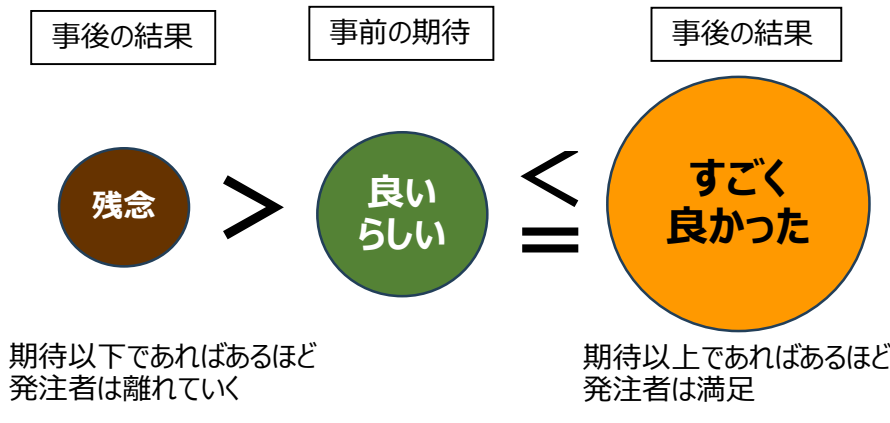 事後の結果
事前の期待
事後の結果
残念
>
良い
らしい
<
=
すごく
良かった
期待以下であればあるほど
発注者は離れていく
期待以上であればあるほど
発注者は満足